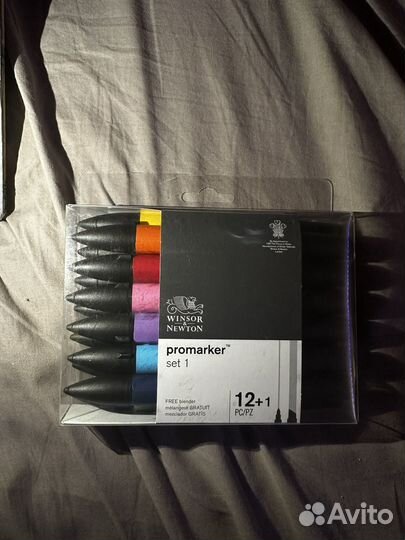 WINSOR
& NEWTON
promarker™
set 1
FREE blender
mélangeur GRATUIT
mezclador GRATIS
12+1
PC/PZ
Avito